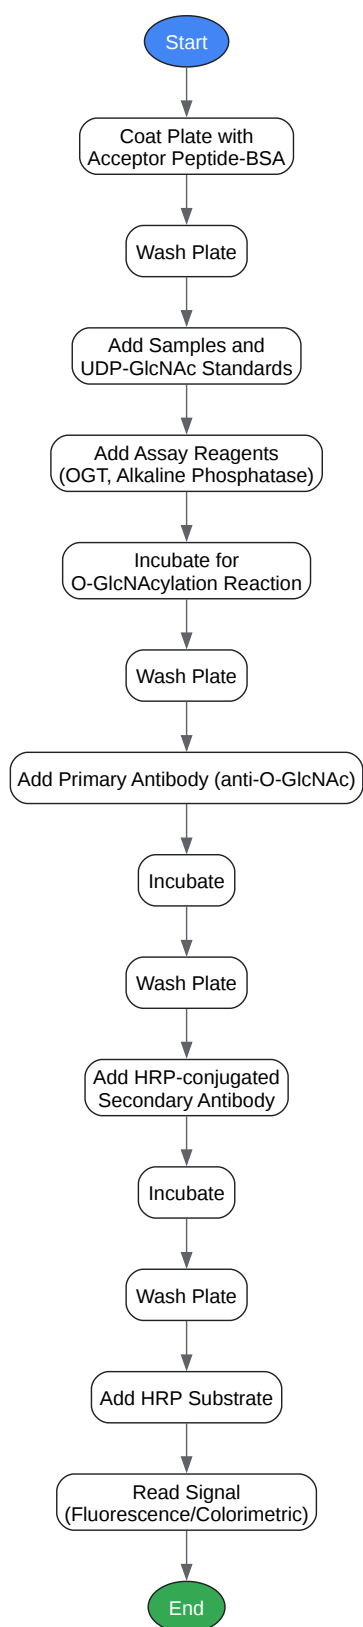 Start
Coat Plate with
Acceptor Peptide-BSA
Wash Plate
Add Samples and
UDP-GlcNAc Standards
Add Assay Reagents
(OGT, Alkaline Phosphatase)
Incubate for
O-GlcNAcylation Reaction
Wash Plate
Add Primary Antibody (anti-O-GlcNAc)
Incubate
Wash Plate
Add HRP-conjugated
Secondary Antibody
Incubate
Wash Plate
Add HRP Substrate
Read Signal
(Fluorescence/Colorimetric)
End